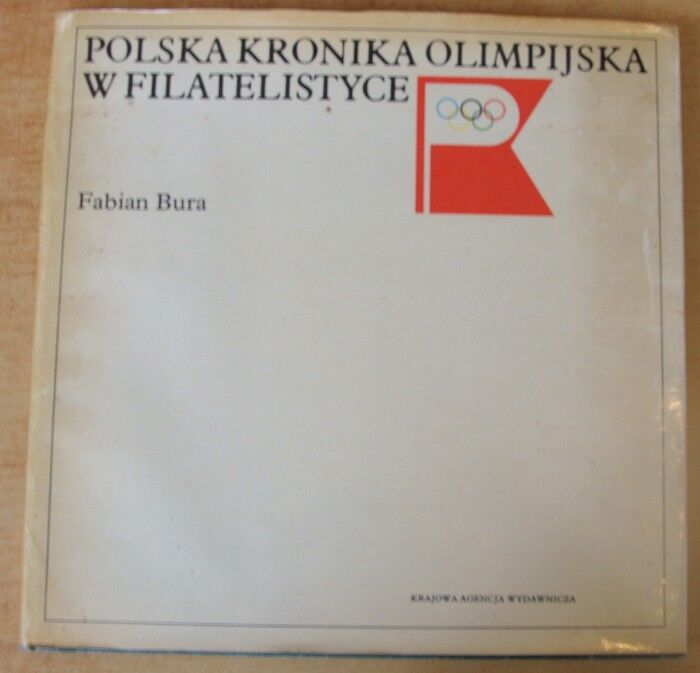 POLSKA KRONIKA OLIMPIJSKA
W FILATELISTYCE
Fabian Bura
KRAJOWA AGENCJA WYDAWNICZA